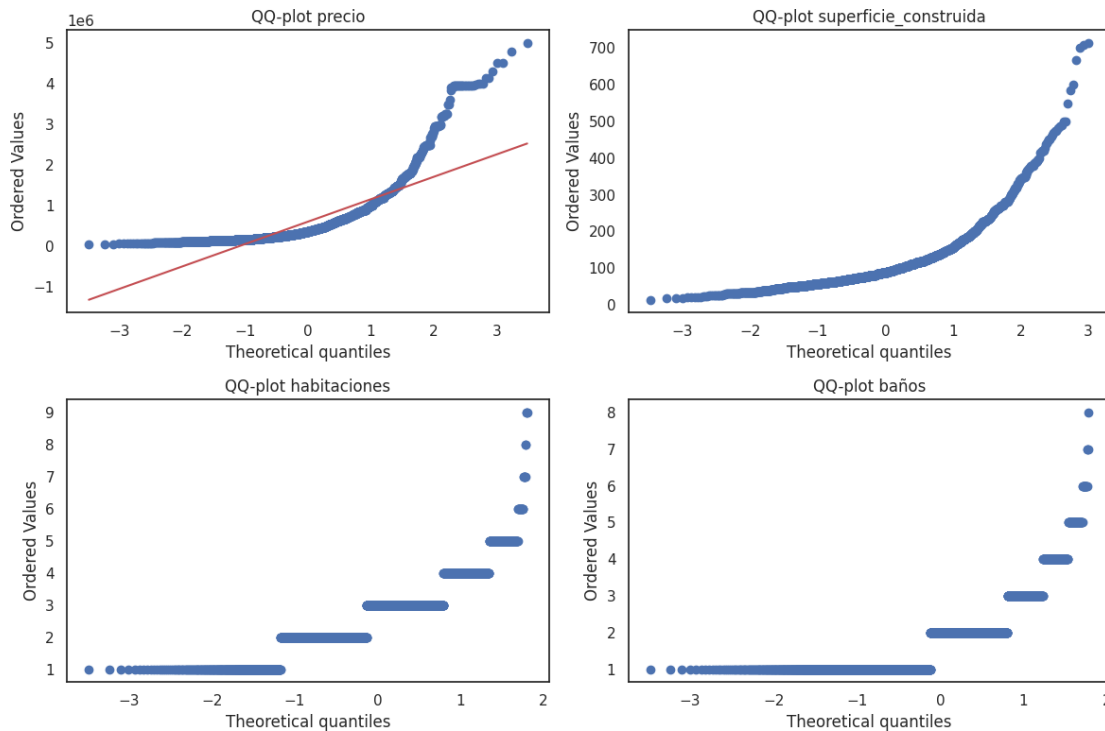 1e6 QQ-plot precio
5
4
3
2
1
0
−1
Ordered Values
−3 −2 −1 0 1 2 3
Theoretical quantiles
QQ-plot superficie_construida
700
600
500
400
300
200
100
0
Ordered Values
−3 −2 −1 0 1 2 3
Theoretical quantiles
QQ-plot habitaciones
9
8
7
6
5
4
3
2
1
Ordered Values
−3 −2 −1 0 1 2
Theoretical quantiles
QQ-plot baños
8
7
6
5
4
3
2
1
Ordered Values
−3 −2 −1 0 1 2
Theoretical quantiles